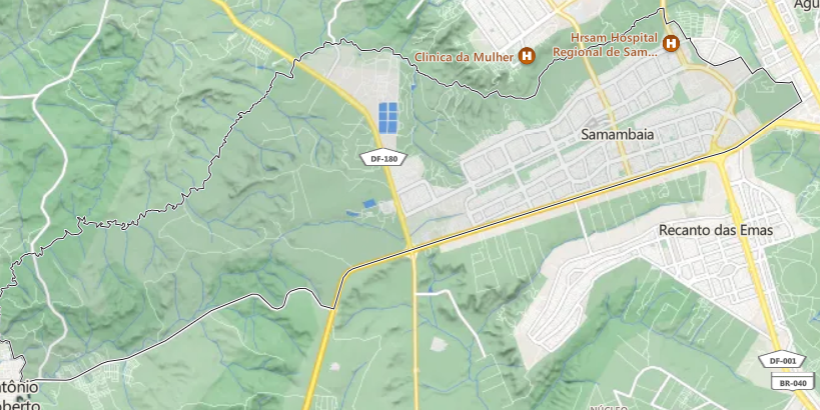 Agu
Hrsam Hospital
Regional de Sam...
Clínica da Mulher
H
H
Samambaia
DF-180
Recanto das Emas
DF-001
BR-040
ntônio
berto
NÚCLEO